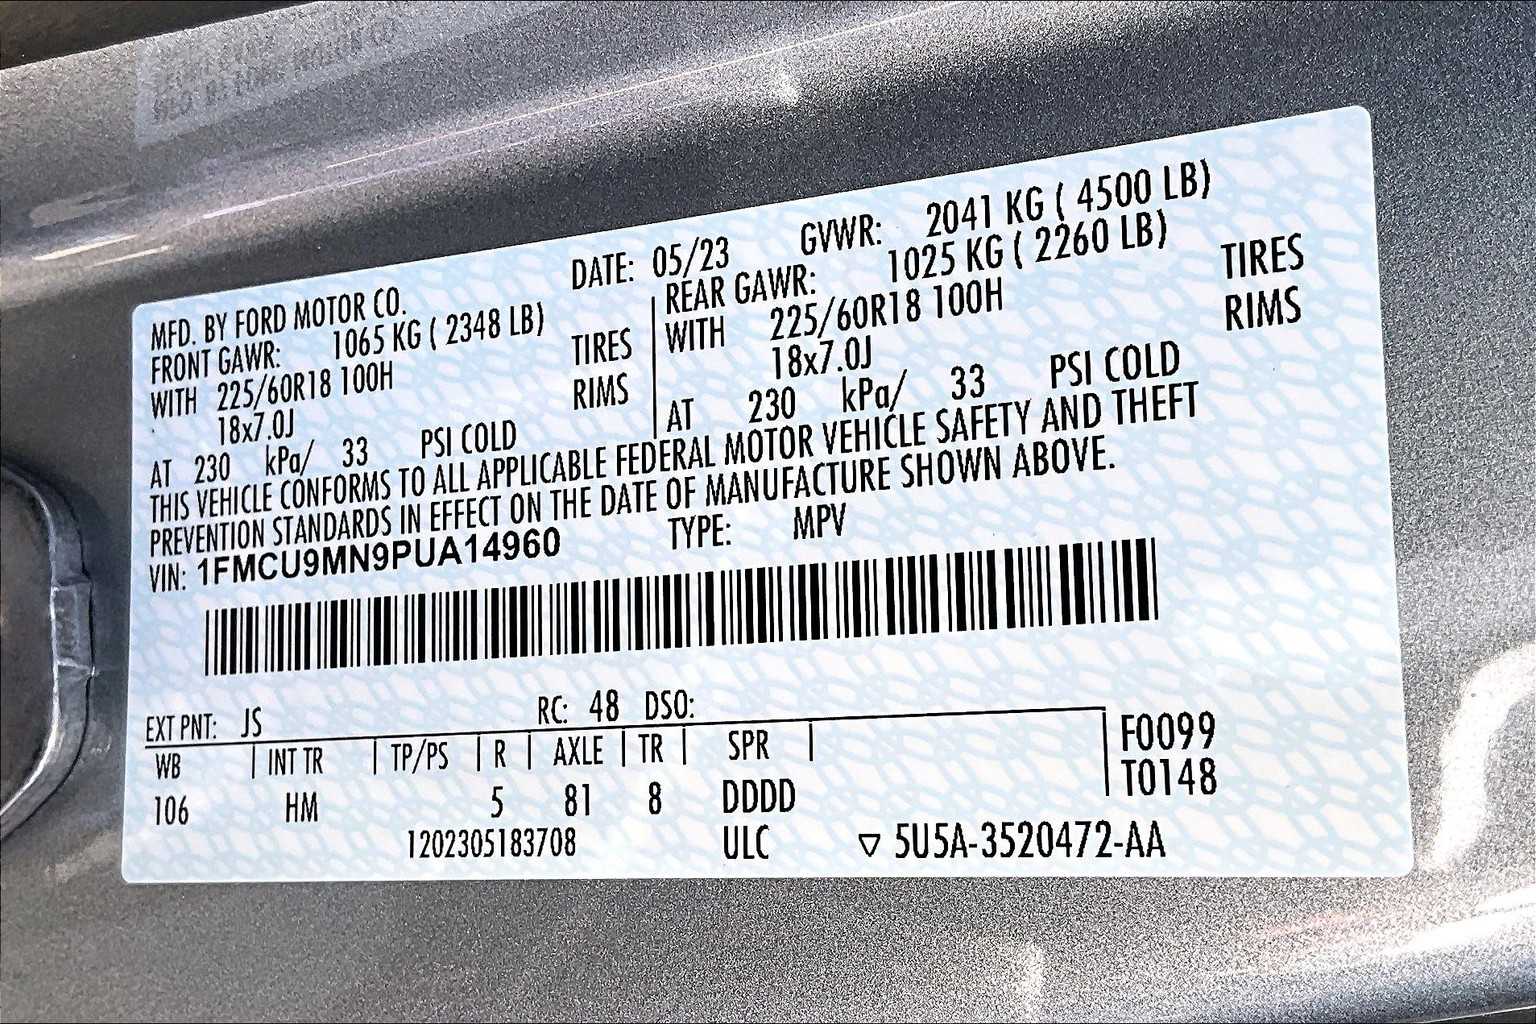 MFD. BY FORD MOTOR CO. DATE: 05/23 GVWR: 2041 KG ( 4500 LB)
FRONT GAWR: 1065 KG ( 2348 LB) REAR GAWR: 1025 KG ( 2260 LB)
WITH 225/60R18 100H TIRES WITH 225/60R18 100H TIRES
18x7.0J RIMS 18x7.0J RIMS
AT 230 kPa/ 33 PSI COLD AT 230 kPa/ 33 PSI COLD
THIS VEHICLE CONFORMS TO ALL APPLICABLE FEDERAL MOTOR VEHICLE SAFETY AND THEFT
PREVENTION STANDARDS IN EFFECT ON THE DATE OF MANUFACTURE SHOWN ABOVE.
VIN: 1FMCU9MN9PUA14960 TYPE: MPV
EXT PNT: JS RC: 48 DSO:
WB | INT TR | TP/PS | R | AXLE | TR | SPR | F0099
106 HM 5 81 8 DDDD T0148
1202305183708 ULC ▽ 5U5A-3520472-AA